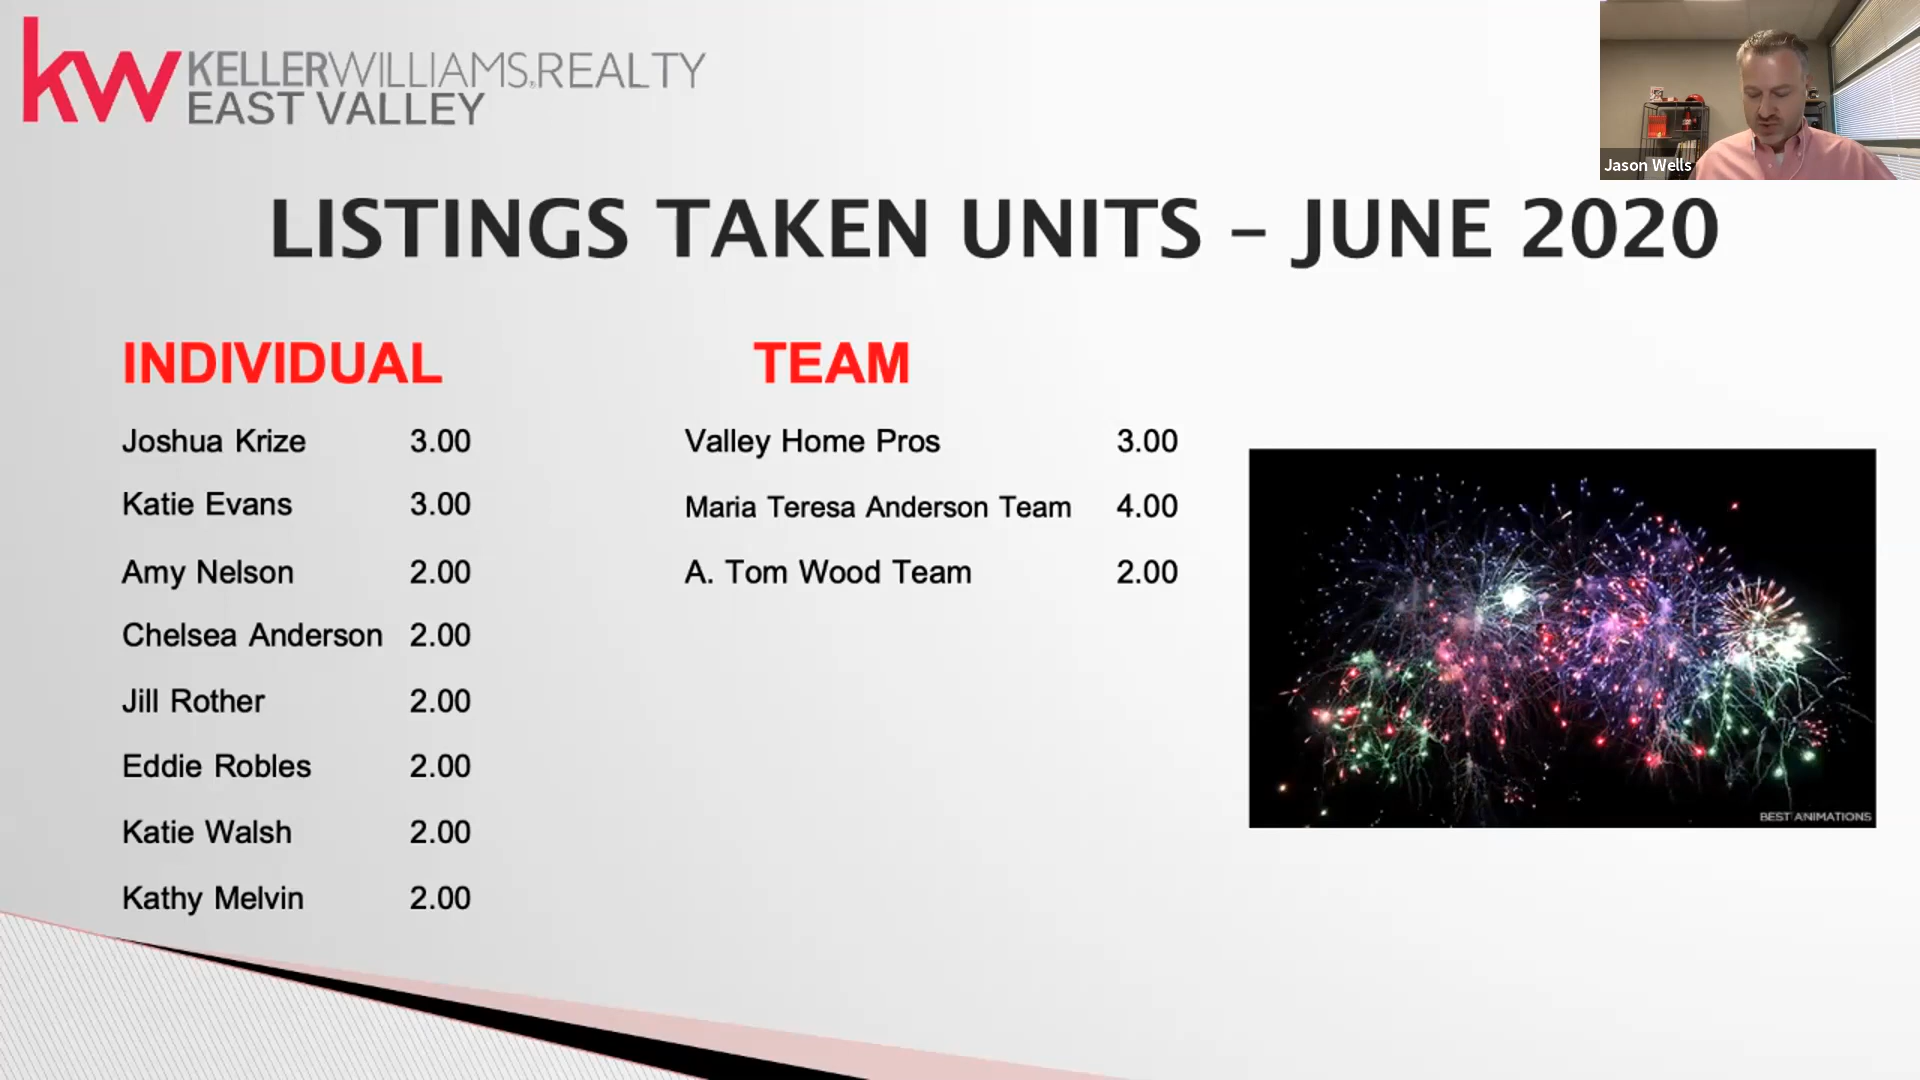 kw KELLERWILLIAMS. REALTY
EAST VALLEY
Jason Wells
LISTINGS TAKEN UNITS – JUNE 2020
INDIVIDUAL
Joshua Krize 3.00
Katie Evans 3.00
Amy Nelson 2.00
Chelsea Anderson 2.00
Jill Rother 2.00
Eddie Robles 2.00
Katie Walsh 2.00
Kathy Melvin 2.00
TEAM
Valley Home Pros 3.00
Maria Teresa Anderson Team 4.00
A. Tom Wood Team 2.00
BEST ANIMATIONS